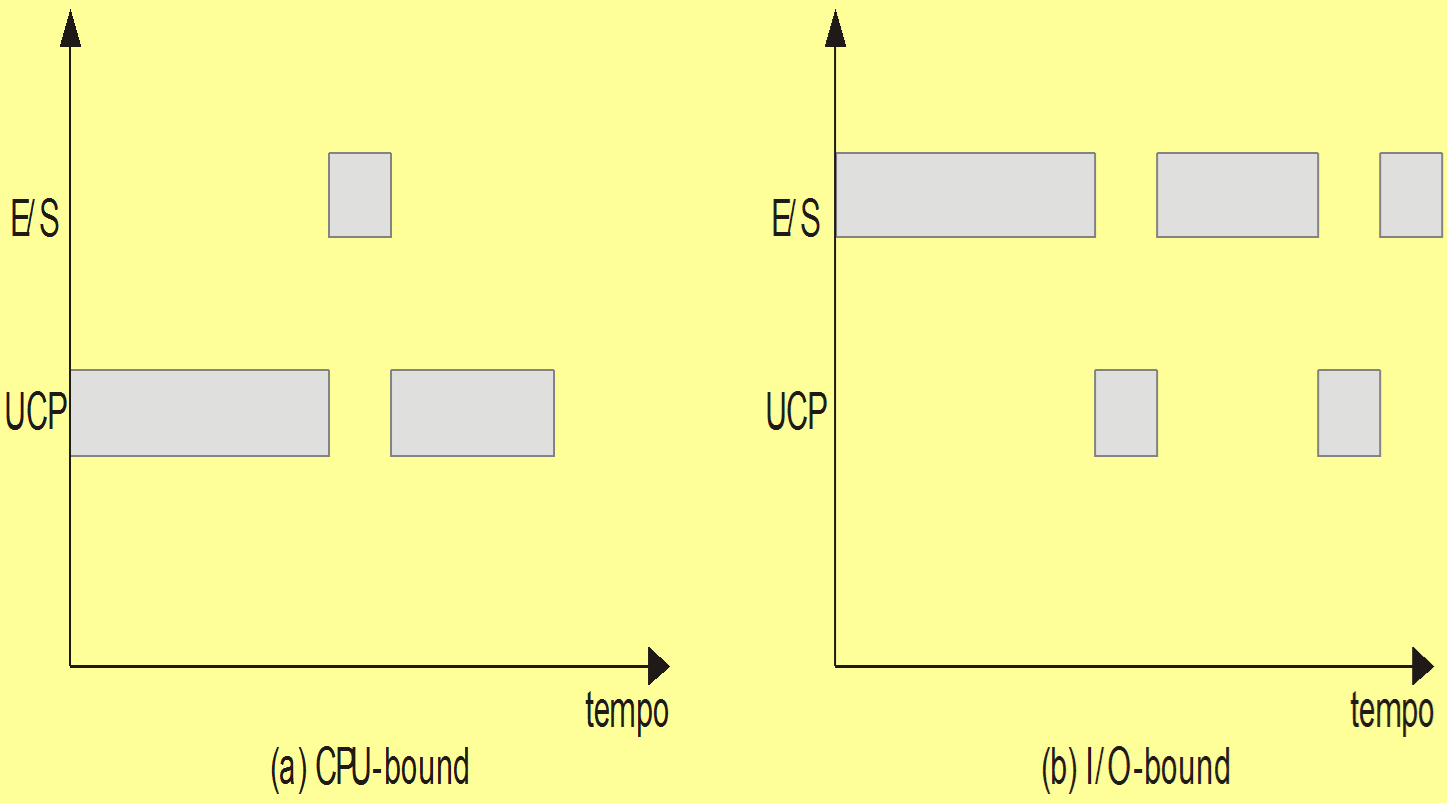 E/S
UCP
tempo
(a) CPU-bound
E/S
UCP
tempo
(b) I/O-bound